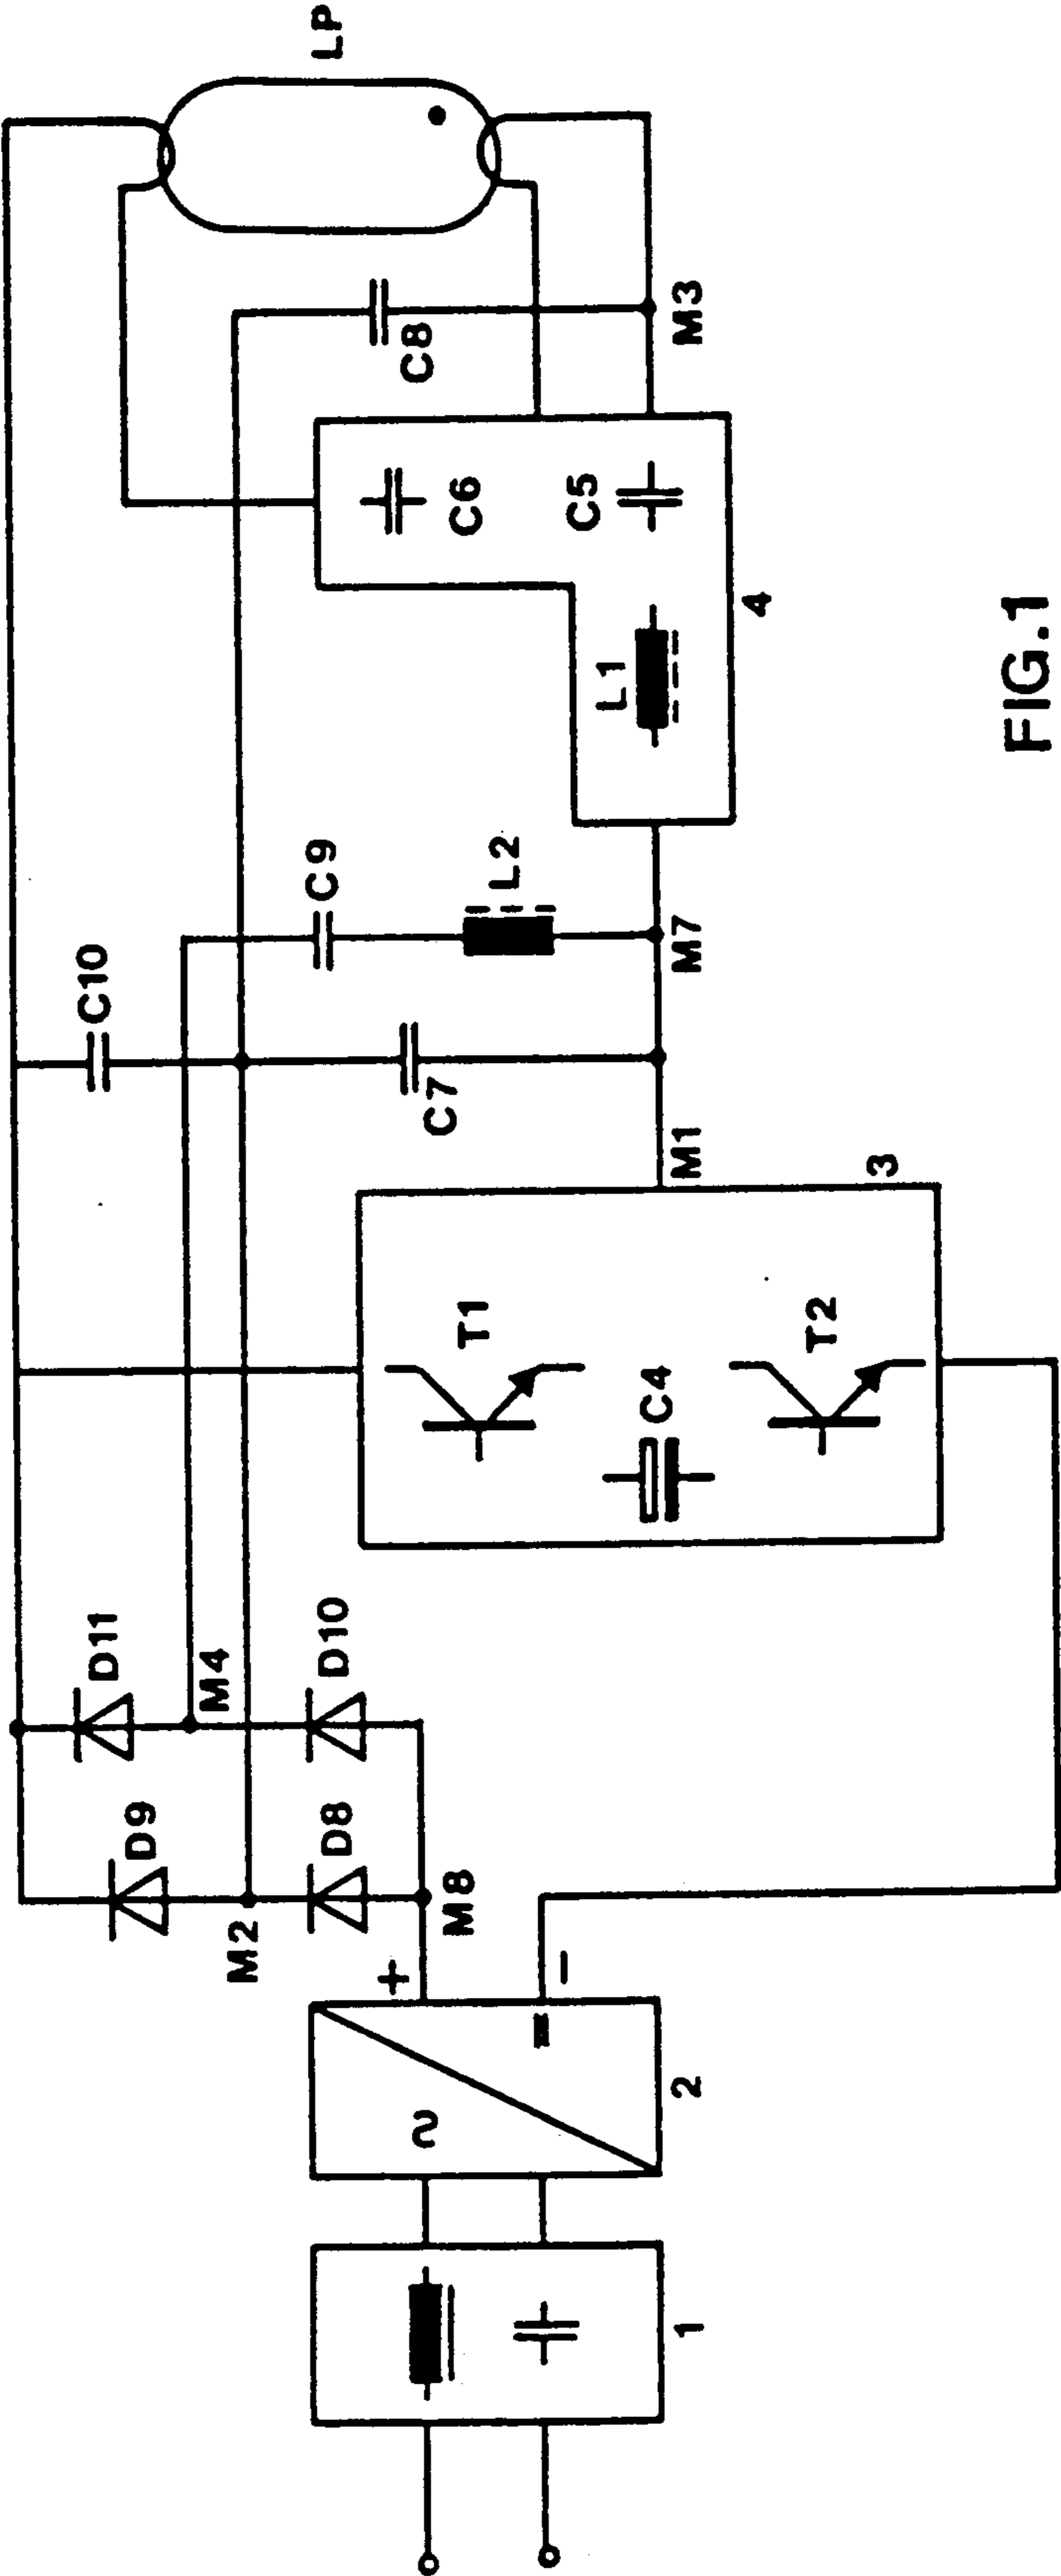 LP
C10
C9
D11
M4
D9
M2
D10
D8
M8
+
−
~
=
C8
C6
C5
M3
L2
L1
4
C7
M7
M1
T1
C4
T2
3
2
1
FIG.1